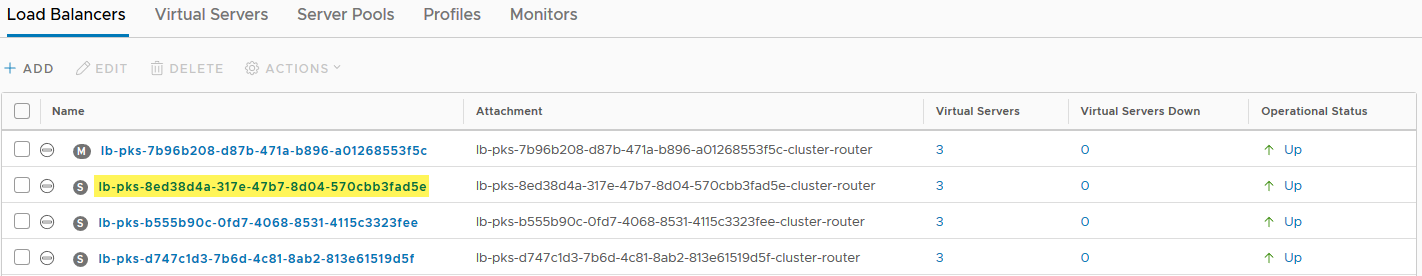 Load Balancers Virtual Servers Server Pools Profiles Monitors
+ ADD EDIT DELETE ACTIONS
Name Attachment Virtual Servers Virtual Servers Down Operational Status
M lb-pks-7b96b208-d87b-471a-b896-a01268553f5c lb-pks-7b96b208-d87b-471a-b896-a01268553f5c-cluster-router 3 0 Up
S lb-pks-8ed38d4a-317e-47b7-8d04-570cbb3fad5e lb-pks-8ed38d4a-317e-47b7-8d04-570cbb3fad5e-cluster-router 3 0 Up
S lb-pks-b555b90c-0fd7-4068-8531-4115c3323fee lb-pks-b555b90c-0fd7-4068-8531-4115c3323fee-cluster-router 3 0 Up
S lb-pks-d747c1d3-7b6d-4c81-8ab2-813e61519d5f lb-pks-d747c1d3-7b6d-4c81-8ab2-813e61519d5f-cluster-router 3 0 Up